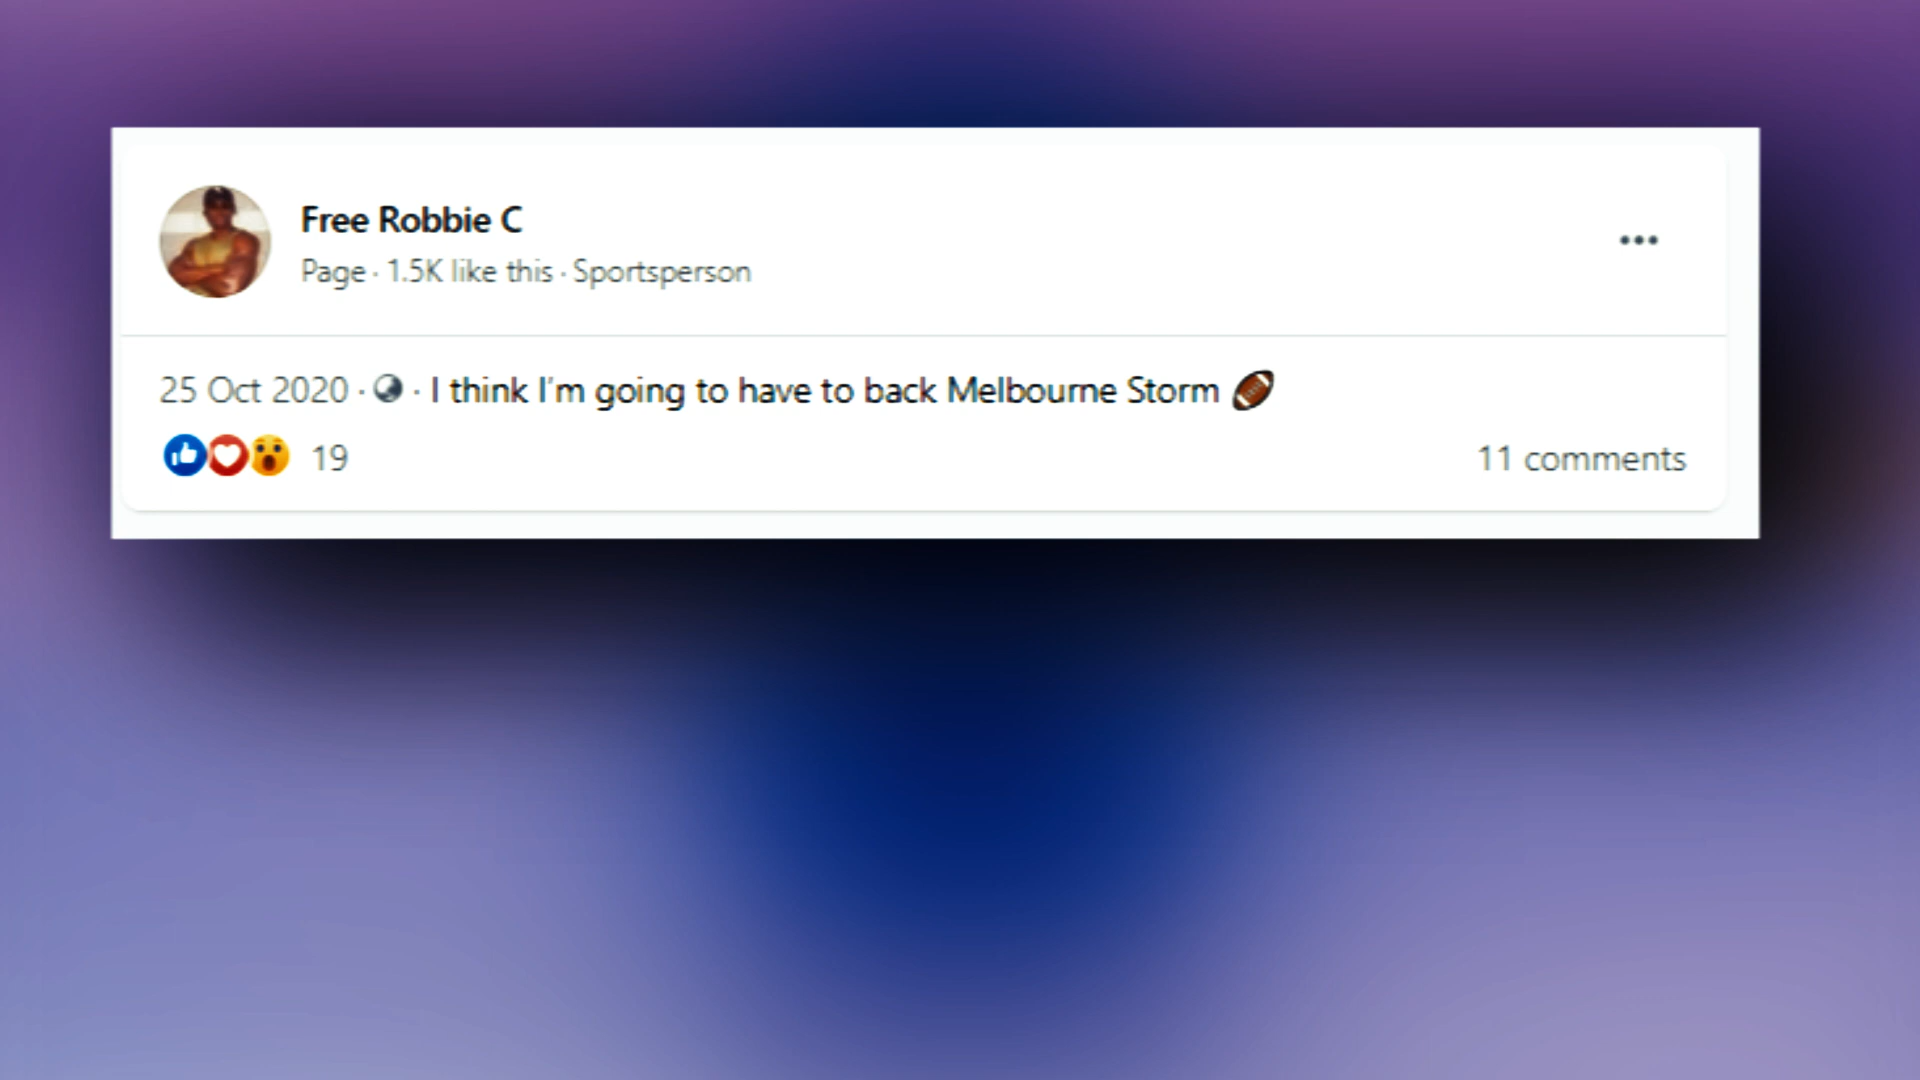 Free Robbie C
Page · 1.5K like this · Sportsperson
25 Oct 2020 · · I think I'm going to have to back Melbourne Storm 🏈
19
11 comments